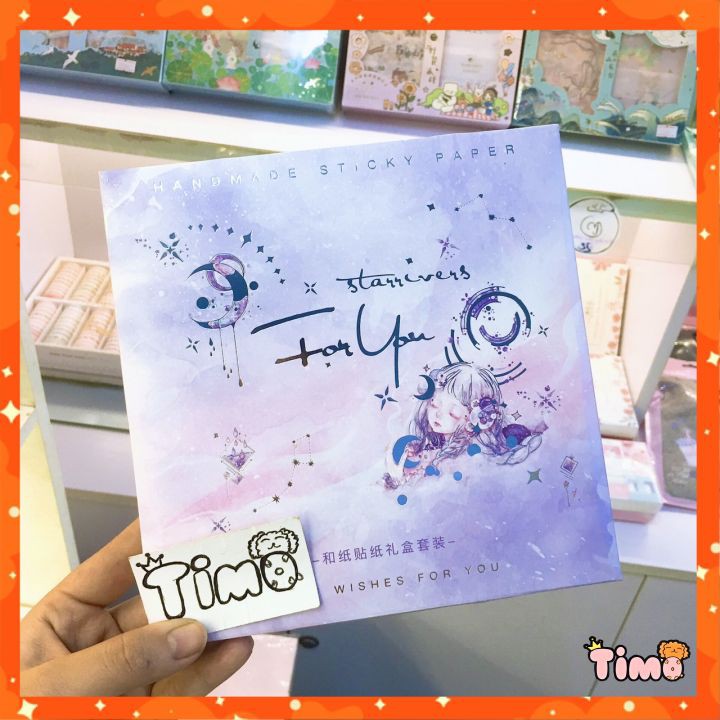 HANDMADE STICKY PAPER
starrivers
For You
-和纸贴纸礼盒套装-
WISHES FOR YOU
Timo
Timo
Timo